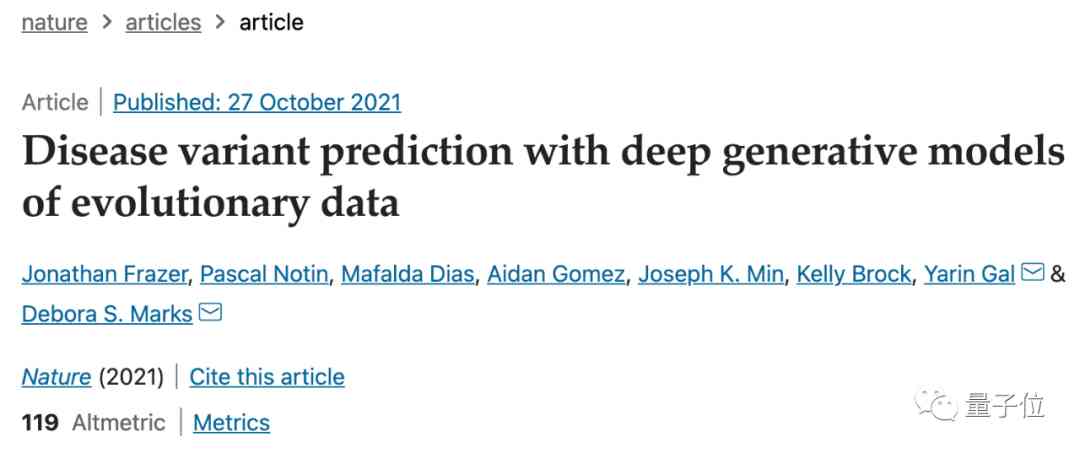 nature > articles > article
Article | Published: 27 October 2021
Disease variant prediction with deep generative models
of evolutionary data
Jonathan Frazer, Pascal Notin, Mafalda Dias, Aidan Gomez, Joseph K. Min, Kelly Brock, Yarin Gal &
Debora S. Marks
Nature (2021) | Cite this article
119 Altmetric | Metrics
量子位